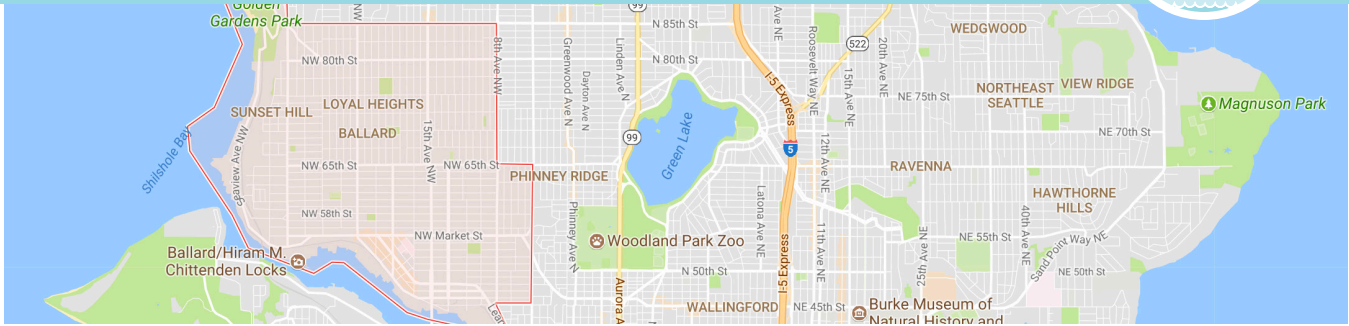 Golden
Gardens Park
99
N 85th St
Ave NE
522
WEDGWOOD
NW 80th St
8th Ave NW
Greenwood Ave N
Dayton Ave N
Linden Ave N
N 80th St
I-5 Express
Roosevelt Way NE
15th Ave NE
20th Ave NE
NE 75th St
NORTHEAST
SEATTLE
VIEW RIDGE
Magnuson Park
SUNSET HILL
LOYAL HEIGHTS
BALLARD
15th Ave NW
99
Green Lake
5
12th Ave NE
NE 70th St
Shilshole Bay
Seaview Ave NW
NW 65th St
NW 65th St
PHINNEY RIDGE
RAVENNA
HAWTHORNE
HILLS
NW 58th St
Phinney Ave N
Latona Ave NE
NW Market St
Woodland Park Zoo
11th Ave NE
25th Ave NE
NE 55th St
40th Ave NE
Sand Point Way NE
Ballard/Hiram M.
Chittenden Locks
N 50th St
I-5 Express
NE 50th St
Aurora A
WALLINGFORD
NE 45th St
Burke Museum of
Natural History and
Lear